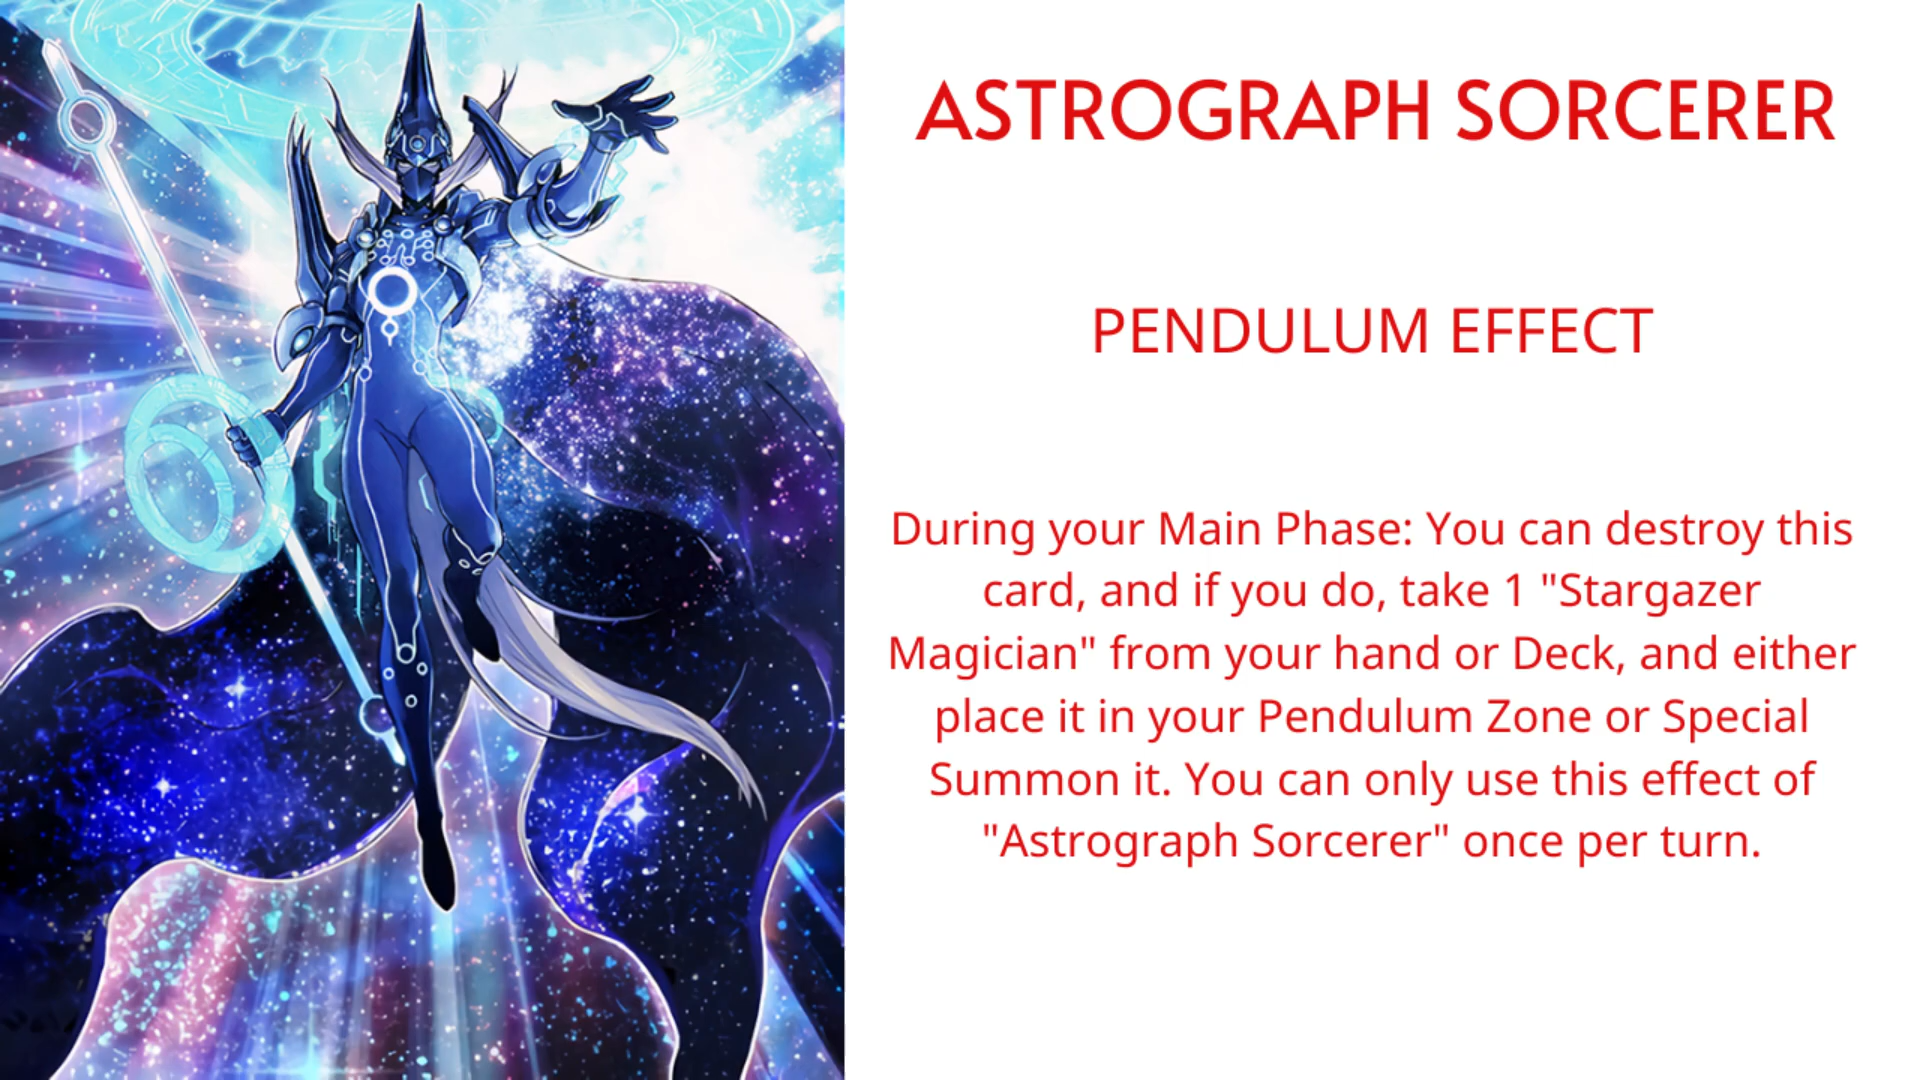 ASTROGRAPH SORCERER
PENDULUM EFFECT
During your Main Phase: You can destroy this
card, and if you do, take 1 "Stargazer
Magician" from your hand or Deck, and either
place it in your Pendulum Zone or Special
Summon it. You can only use this effect of
"Astrograph Sorcerer" once per turn.